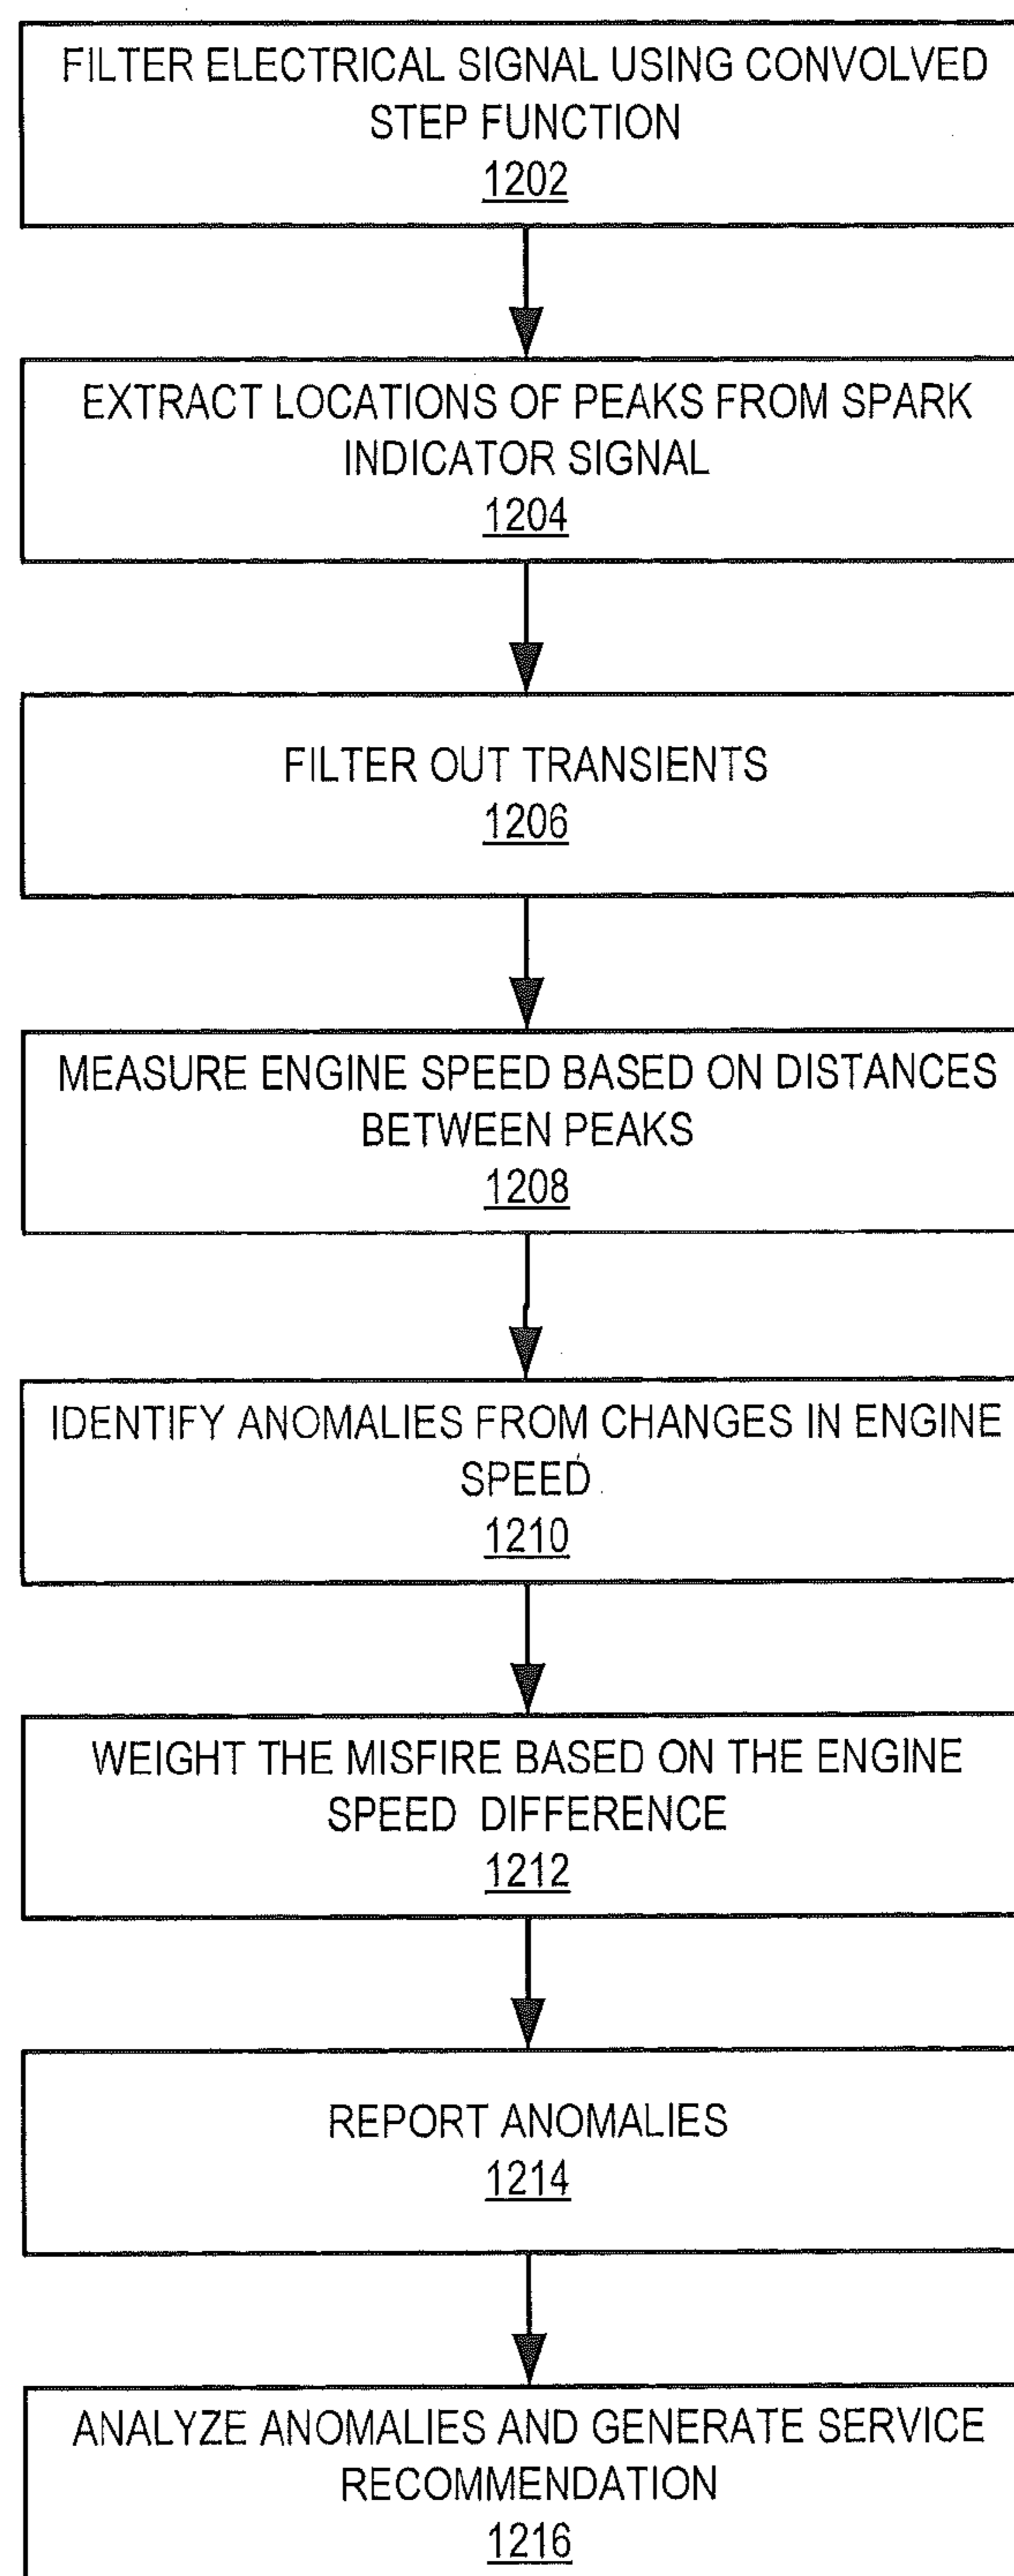 FILTER ELECTRICAL SIGNAL USING CONVOLVED
STEP FUNCTION
1202
EXTRACT LOCATIONS OF PEAKS FROM SPARK
INDICATOR SIGNAL
1204
FILTER OUT TRANSIENTS
1206
MEASURE ENGINE SPEED BASED ON DISTANCES
BETWEEN PEAKS
1208
IDENTIFY ANOMALIES FROM CHANGES IN ENGINE
SPEED
1210
WEIGHT THE MISFIRE BASED ON THE ENGINE
SPEED DIFFERENCE
1212
REPORT ANOMALIES
1214
ANALYZE ANOMALIES AND GENERATE SERVICE
RECOMMENDATION
1216